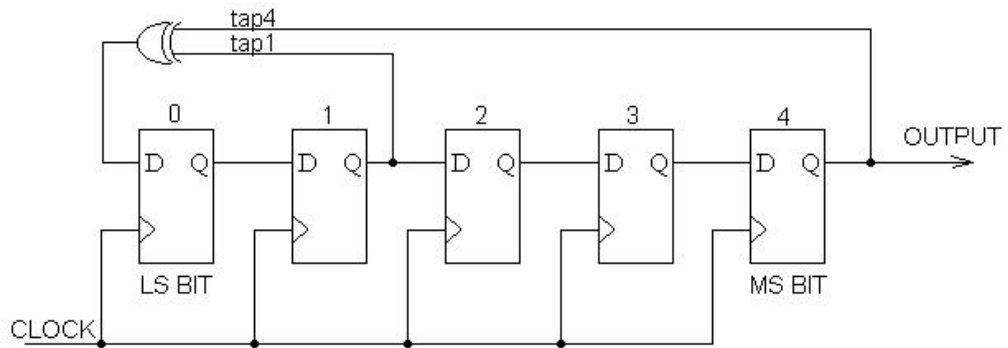 tap4
tap1
0 1 2 3 4
OUTPUT
D Q D Q D Q D Q D Q
LS BIT MS BIT
CLOCK